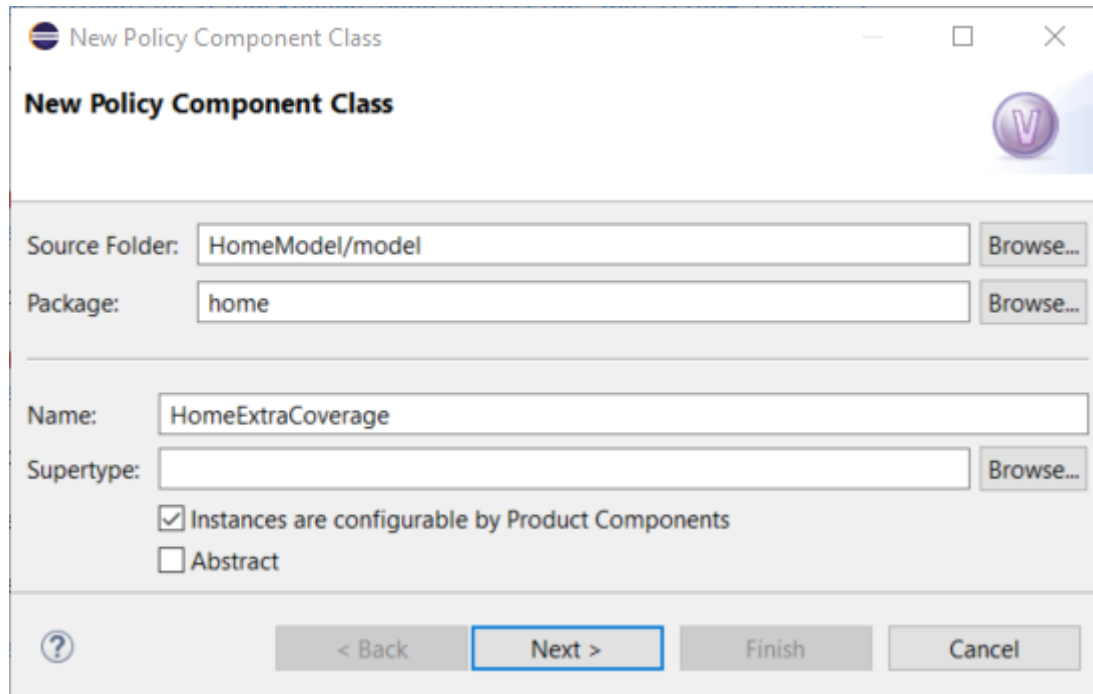 New Policy Component Class
New Policy Component Class
V
Source Folder: HomeModel/model Browse...
Package: home Browse...
Name: HomeExtraCoverage
Supertype: Browse...
Instances are configurable by Product Components
Abstract
? < Back Next > Finish Cancel